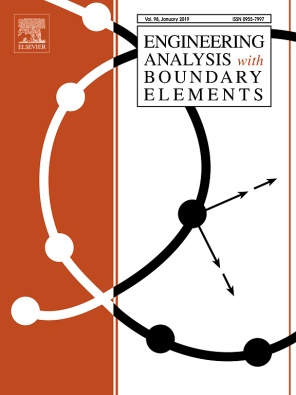 ELSEVIER
Vol. 98, January 2019 ISSN 0955-7997
ENGINEERING
ANALYSIS with
BOUNDARY
ELEMENTS